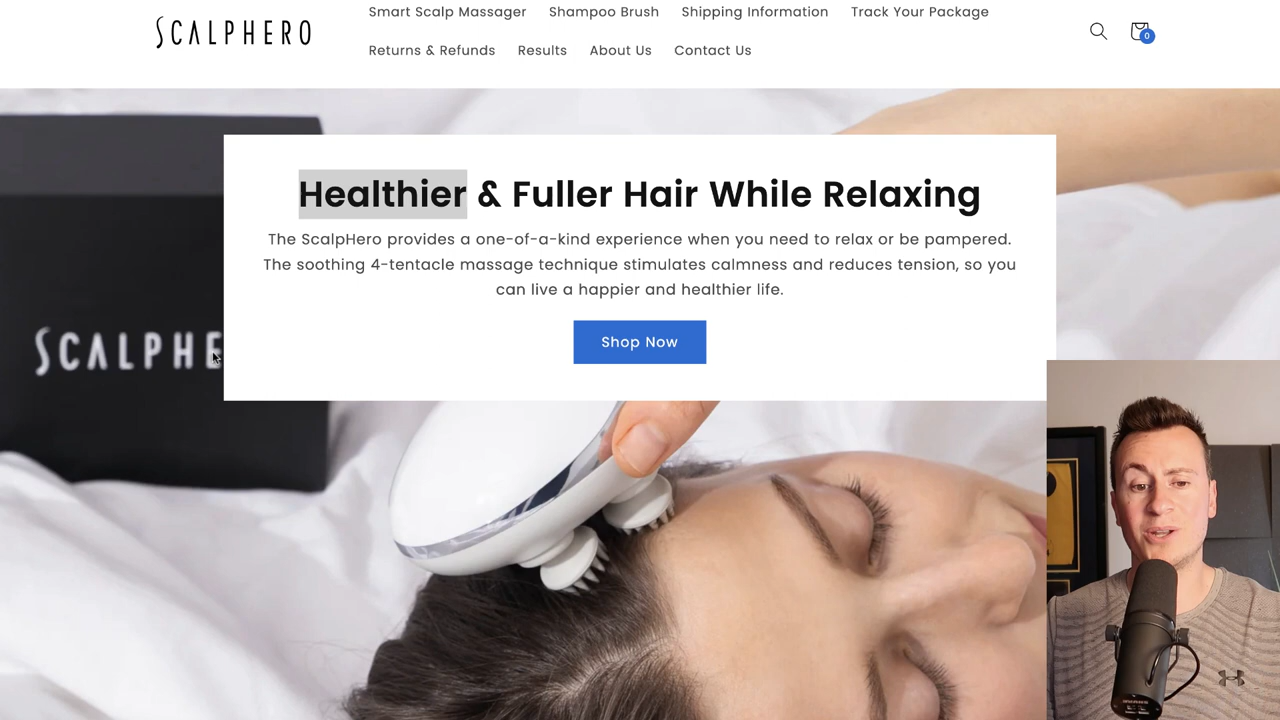 SCALPHERO
Smart Scalp Massager Shampoo Brush Shipping Information Track Your Package
Returns & Refunds Results About Us Contact Us
0
Healthier & Fuller Hair While Relaxing
The ScalpHero provides a one-of-a-kind experience when you need to relax or be pampered.
The soothing 4-tentacle massage technique stimulates calmness and reduces tension, so you
can live a happier and healthier life.
Shop Now
SCALPHE